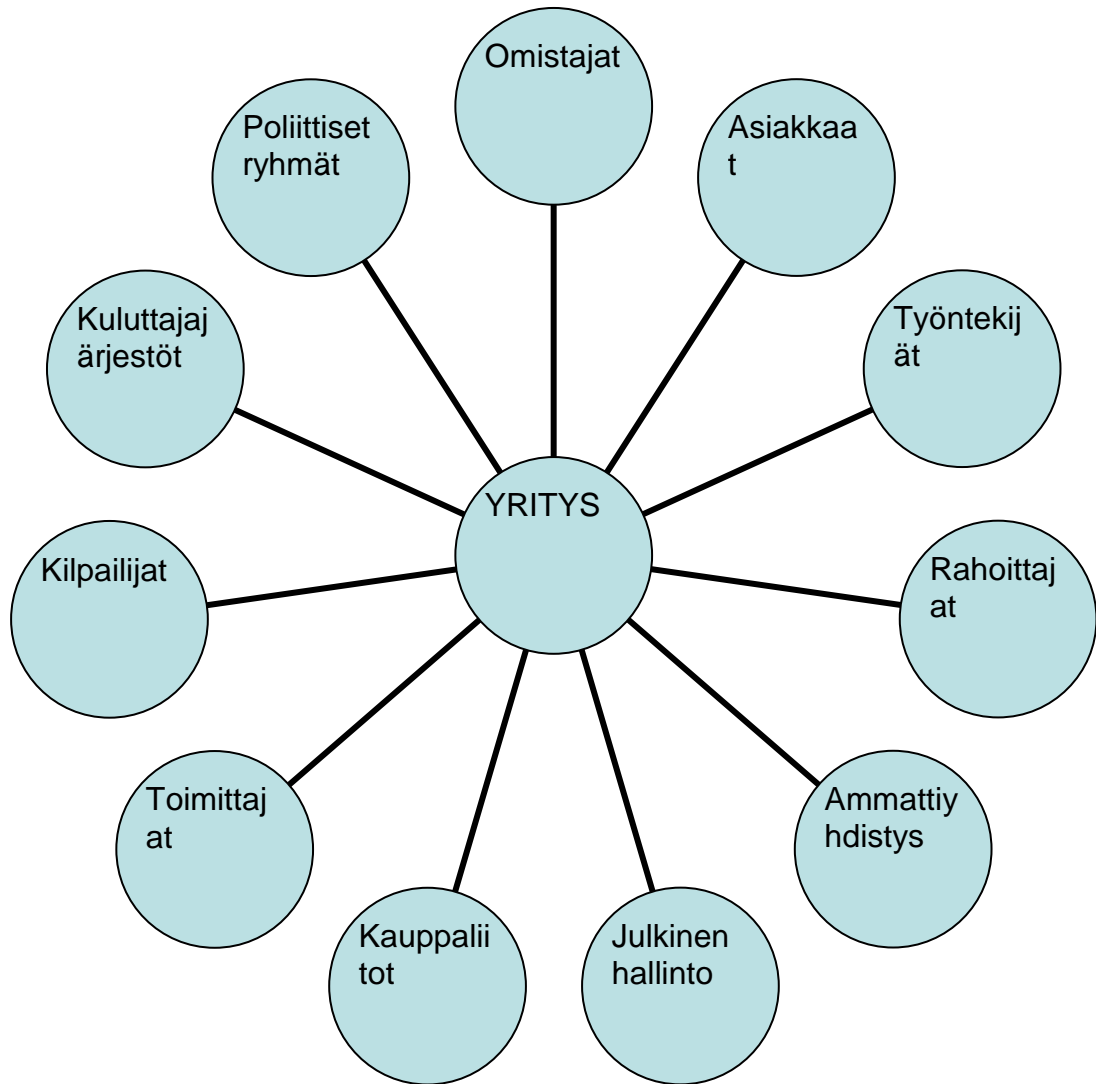 Omistajat
Poliittiset
ryhmät
Asiakkaa
t
Kuluttajaj
ärjestöt
Työntekij
ät
YRITYS
Kilpailijat
Rahoittaj
at
Toimittaj
at
Ammattiy
hdistys
Kauppalii
tot
Julkinen
hallinto